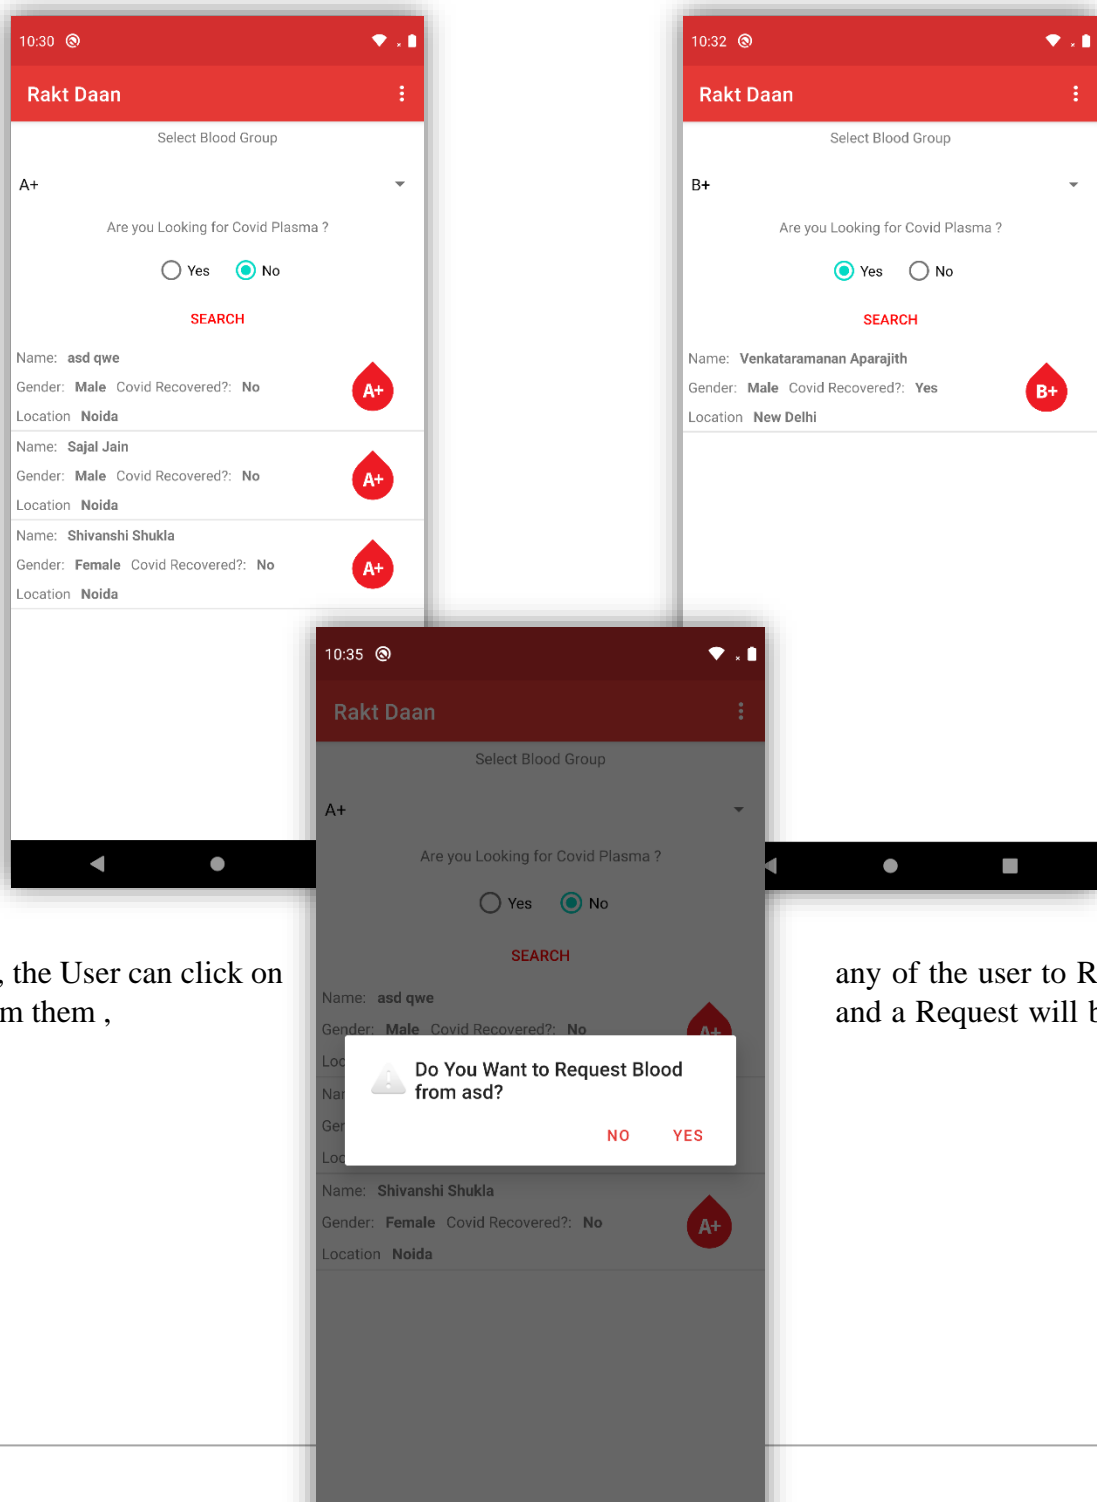 10:30
Rakt Daan
Select Blood Group
A+
Are you Looking for Covid Plasma ?
Yes No
SEARCH
Name: asd qwe
Gender: Male Covid Recovered?: No
A+
Location Noida
Name: Sajal Jain
Gender: Male Covid Recovered?: No
A+
Location Noida
Name: Shivanshi Shukla
Gender: Female Covid Recovered?: No
A+
Location Noida
10:32
Rakt Daan
Select Blood Group
B+
Are you Looking for Covid Plasma ?
Yes No
SEARCH
Name: Venkataramanan Aparajith
Gender: Male Covid Recovered?: Yes
B+
Location New Delhi
10:35
Rakt Daan
Select Blood Group
A+
Are you Looking for Covid Plasma ?
Yes No
SEARCH
Name: asd qwe
Gender: Male Covid Recovered?: No
A+
Do You Want to Request Blood
from asd?
NO YES
Name: Shivanshi Shukla
Gender: Female Covid Recovered?: No
A+
Location Noida
, the User can click on
m them ,
any of the user to R
and a Request will b